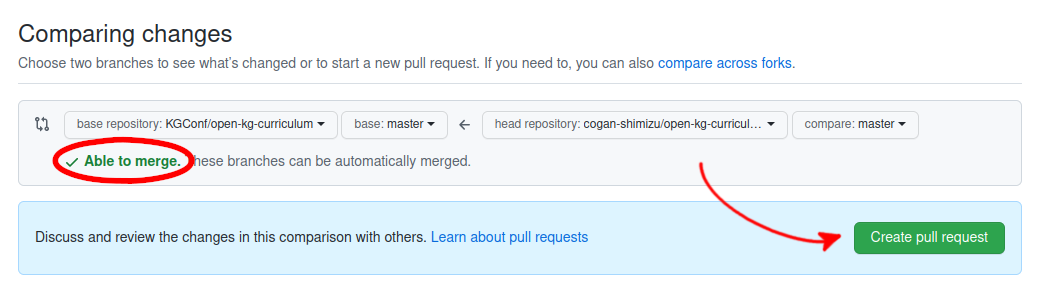 Comparing changes
Choose two branches to see what's changed or to start a new pull request. If you need to, you can also compare across forks.
base repository: KGConf/open-kg-curriculum base: master head repository: cogan-shimizu/open-kg-curricul... compare: master
Able to merge. hese branches can be automatically merged.
Discuss and review the changes in this comparison with others. Learn about pull requests
Create pull request